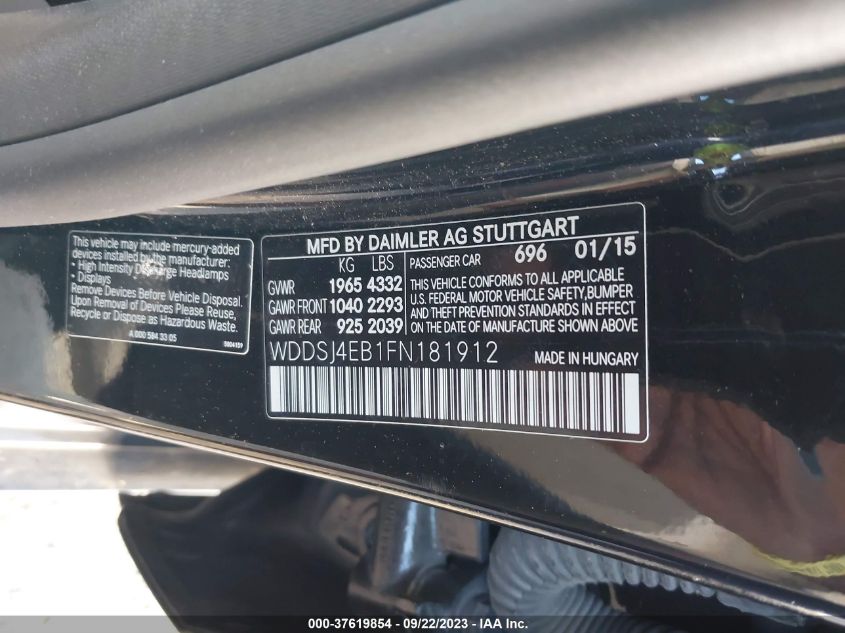 This vehicle may include mercury-added
devices installed by the manufacturer:
• High Intensity Discharge Headlamps
• Displays
Remove Devices Before Vehicle Disposal.
Upon Removal of Devices Please Reuse,
Recycle or Dispose as Hazardous Waste.
A 000 584 33 05
MFD BY DAIMLER AG STUTTGART
KG LBS
GVWR 1965 4332
GAWR FRONT 1040 2293
GAWR REAR 925 2039
PASSENGER CAR 696 01/15
THIS VEHICLE CONFORMS TO ALL APPLICABLE
U.S. FEDERAL MOTOR VEHICLE SAFETY,BUMPER
AND THEFT PREVENTION STANDARDS IN EFFECT
ON THE DATE OF MANUFACTURE SHOWN ABOVE
WDDSJ4EB1FN181912 MADE IN HUNGARY
000-37619854 - 09/22/2023 - © IAA Inc.